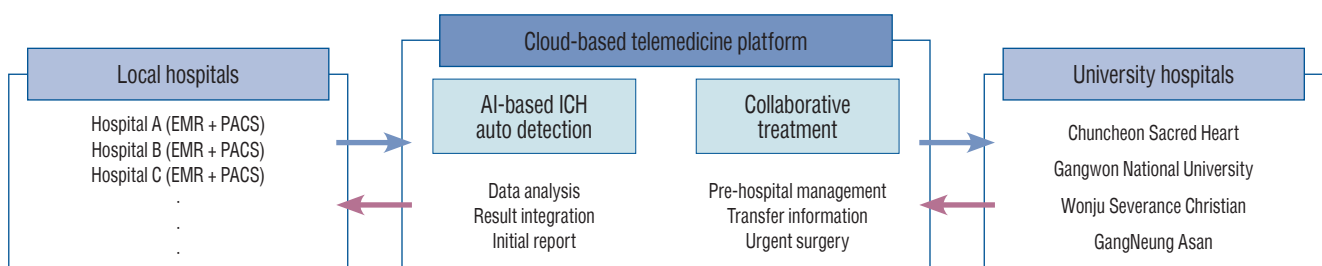 Local hospitals
Hospital A (EMR + PACS)
Hospital B (EMR + PACS)
Hospital C (EMR + PACS)
.
.
.
Cloud-based telemedicine platform
AI-based ICH
auto detection
Data analysis
Result integration
Initial report
Collaborative
treatment
Pre-hospital management
Transfer information
Urgent surgery
University hospitals
Chuncheon Sacred Heart
Gangwon National University
Wonju Severance Christian
GangNeung Asan